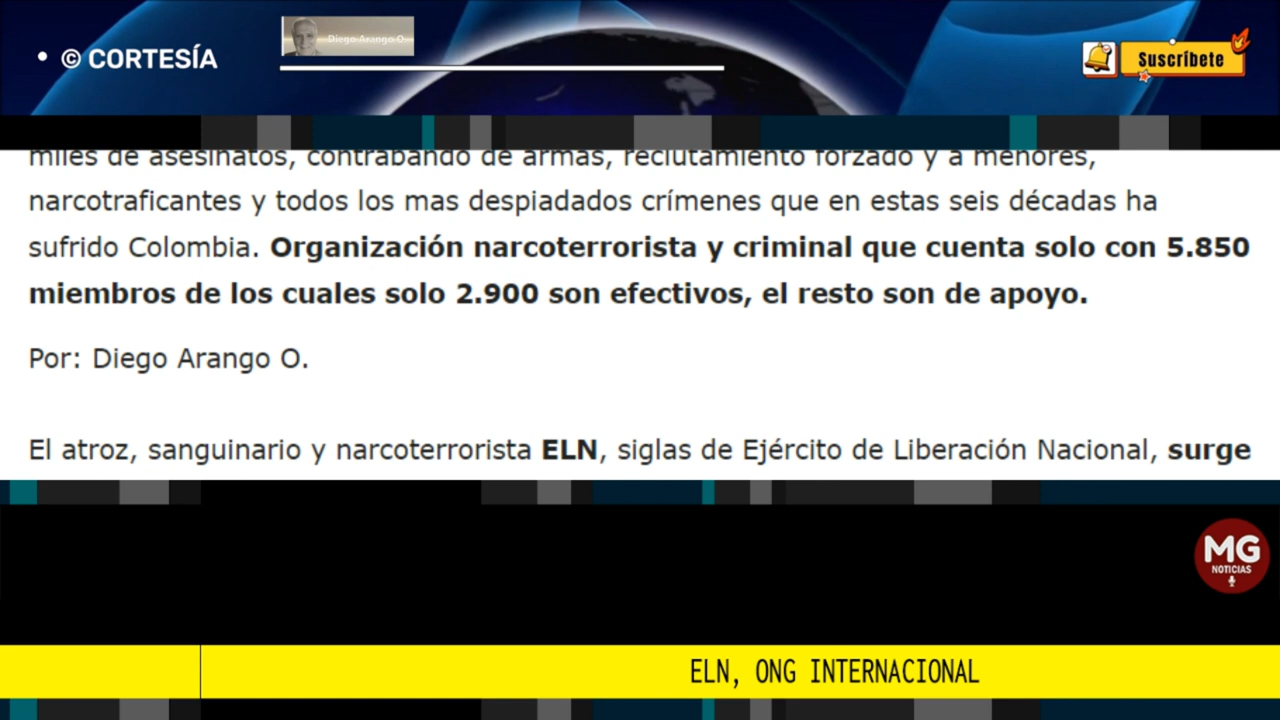 • © CORTESÍA
Diego Arango O.
Suscríbete
miles de asesinatos, contrabando de armas, reclutamiento forzado y a menores,
narcotraficantes y todos los mas despiadados crímenes que en estas seis décadas ha
sufrido Colombia. Organización narcoterrorista y criminal que cuenta solo con 5.850
miembros de los cuales solo 2.900 son efectivos, el resto son de apoyo.
Por: Diego Arango O.
El atroz, sanguinario y narcoterrorista ELN, siglas de Ejército de Liberación Nacional, surge
MG
NOTICIAS
ELN, ONG INTERNACIONAL